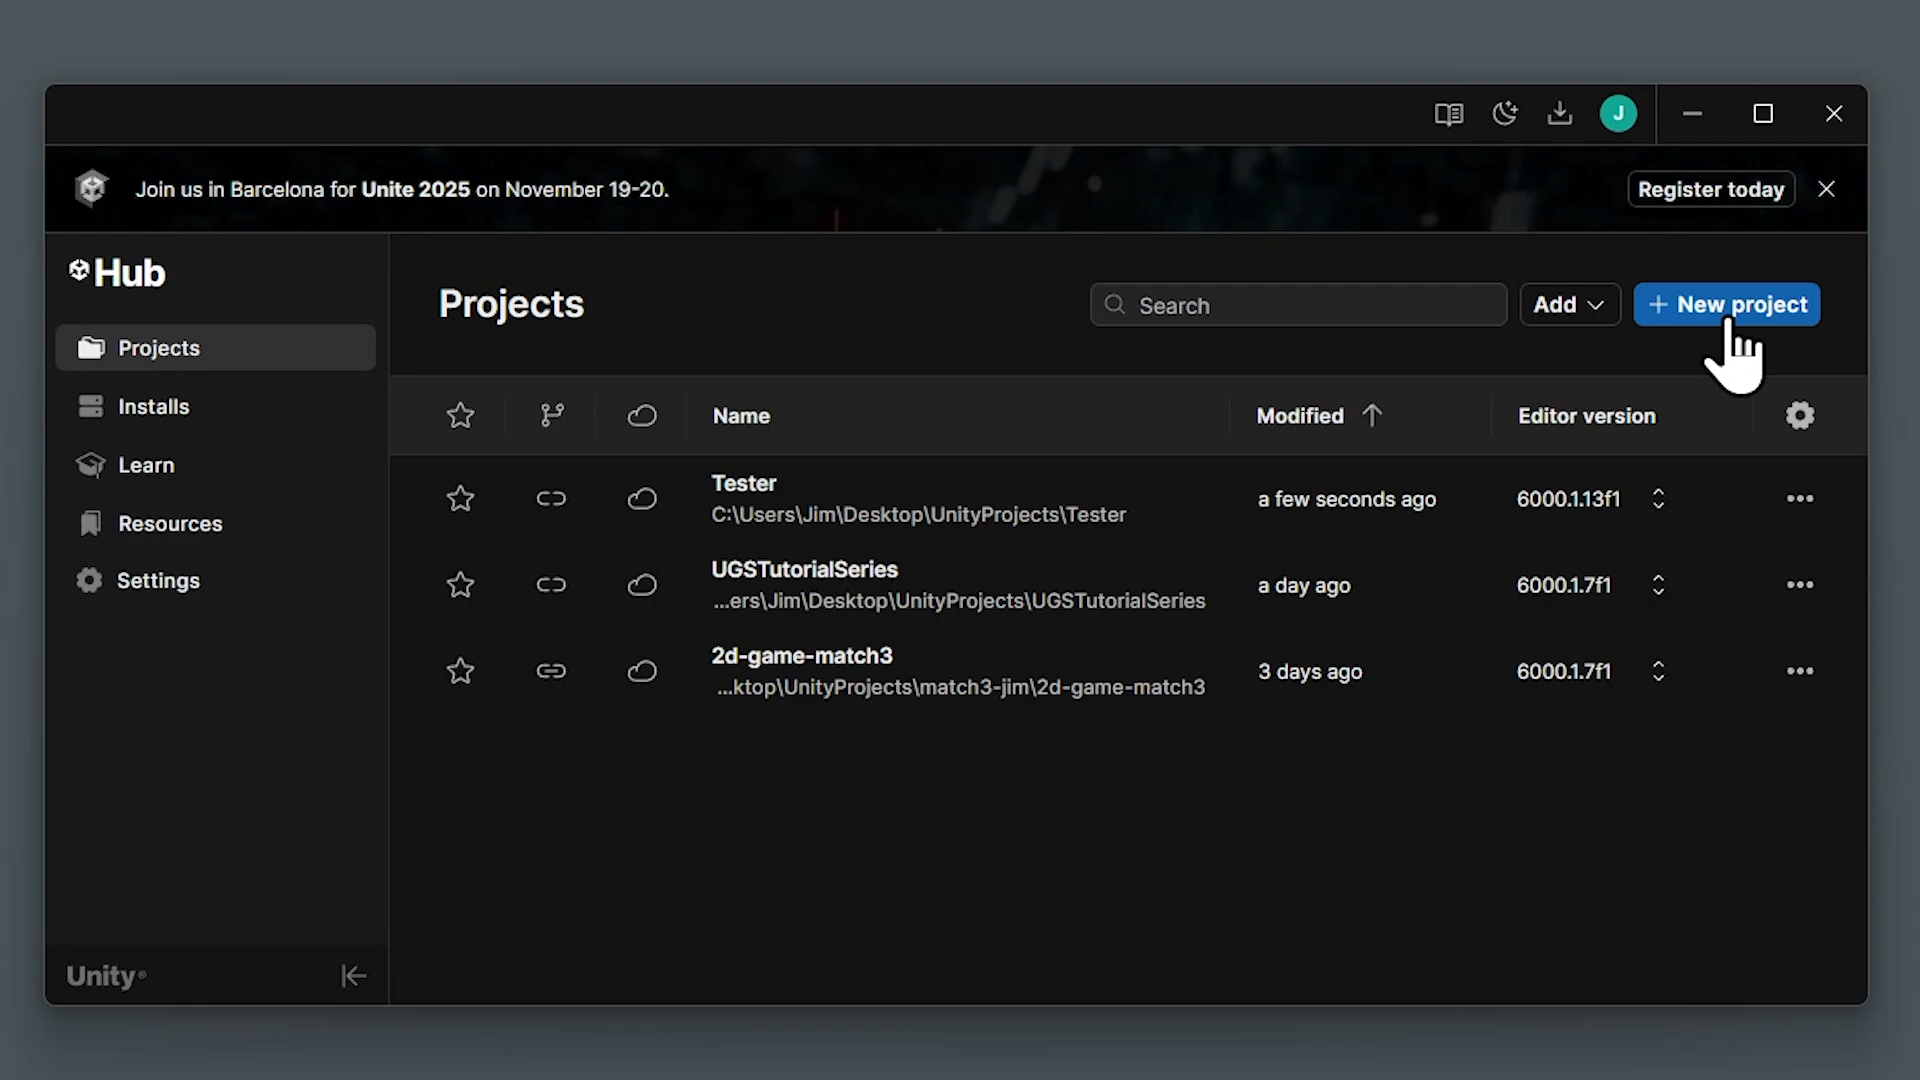 J
Join us in Barcelona for Unite 2025 on November 19-20.
Register today
Hub
Projects
Installs
Learn
Resources
Settings
Unity®
Projects
Search
Add
+ New project
Name
Modified
Editor version
Tester
C:\Users\Jim\Desktop\UnityProjects\Tester
a few seconds ago
6000.1.13f1
UGSTutorialSeries
...ers\Jim\Desktop\UnityProjects\UGSTutorialSeries
a day ago
6000.1.7f1
2d-game-match3
...ktop\UnityProjects\match3-jim\2d-game-match3
3 days ago
6000.1.7f1